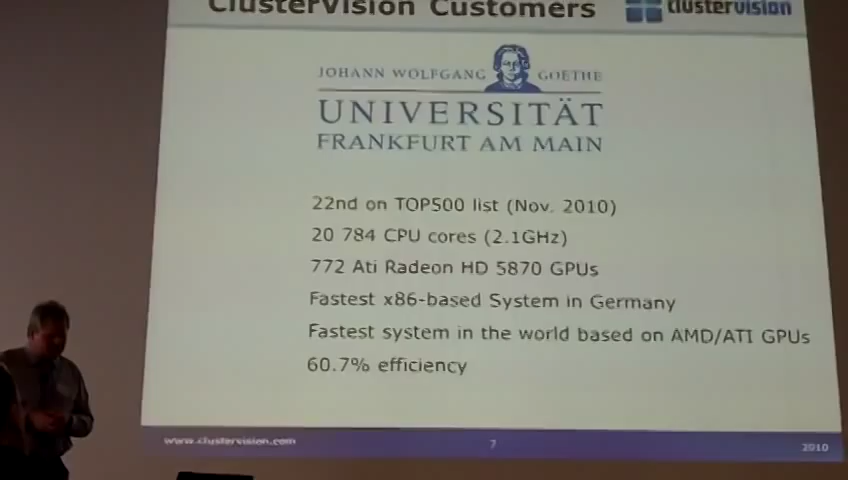 ClusterVision Customers
clustervision
JOHANN WOLFGANG GOETHE
UNIVERSITÄT
FRANKFURT AM MAIN
22nd on TOP500 list (Nov. 2010)
20 784 CPU cores (2.1GHz)
772 Ati Radeon HD 5870 GPUs
Fastest x86-based System in Germany
Fastest system in the world based on AMD/ATI GPUs
60.7% efficiency
www.clustervision.com
7
2010